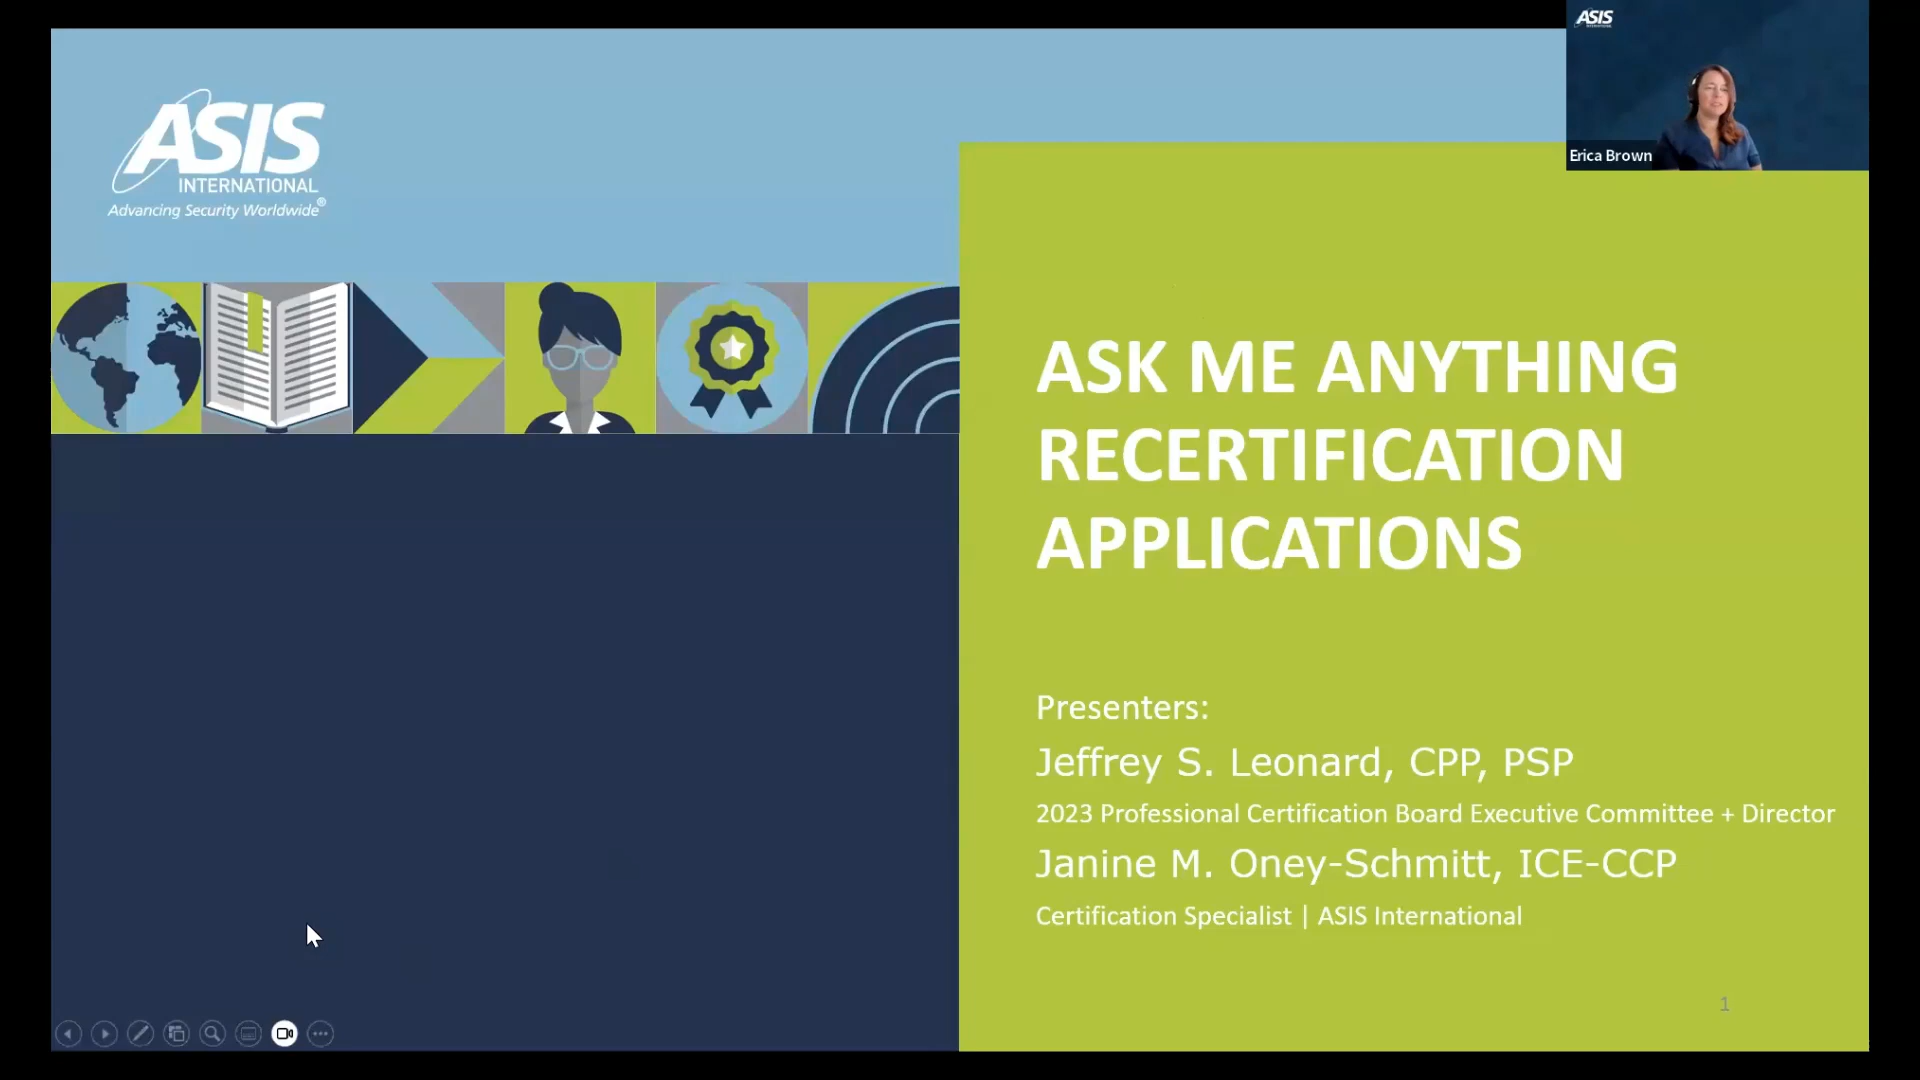 ASIS
INTERNATIONAL
Advancing Security Worldwide®
ASIS
INTERNATIONAL
Erica Brown
ASK ME ANYTHING
RECERTIFICATION
APPLICATIONS
Presenters:
Jeffrey S. Leonard, CPP, PSP
2023 Professional Certification Board Executive Committee + Director
Janine M. Oney-Schmitt, ICE-CCP
Certification Specialist | ASIS International
1